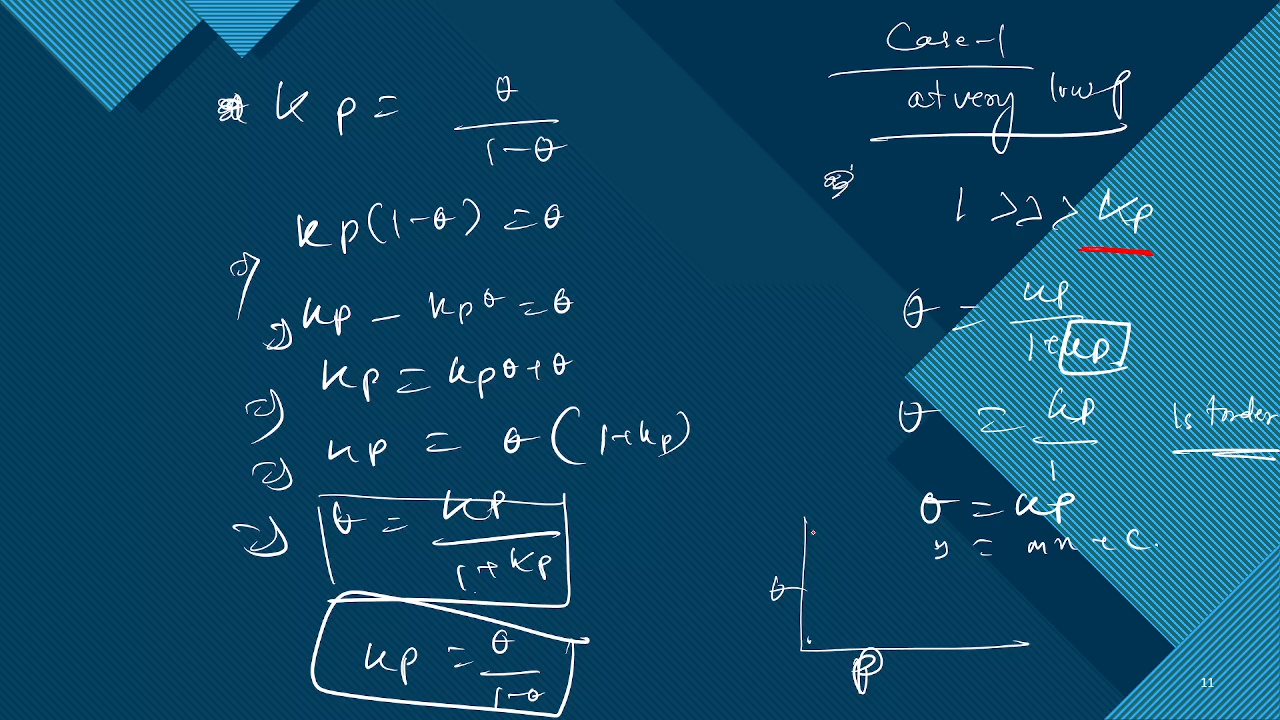 Kp = θ / 1-θ
Kp(1-θ) = θ
⇒ Kp - Kpθ = θ
⇒ Kp = Kpθ + θ
⇒ Kp = θ(1+Kp)
⇒ θ = Kp / 1+Kp
Kp = θ / 1-θ
Case-1
at very low p
1 >>> Kp
θ = Kp / 1+Kp
θ = Kp / 1
1st order
θ = Kp
y = mx + c.
θ
P
11